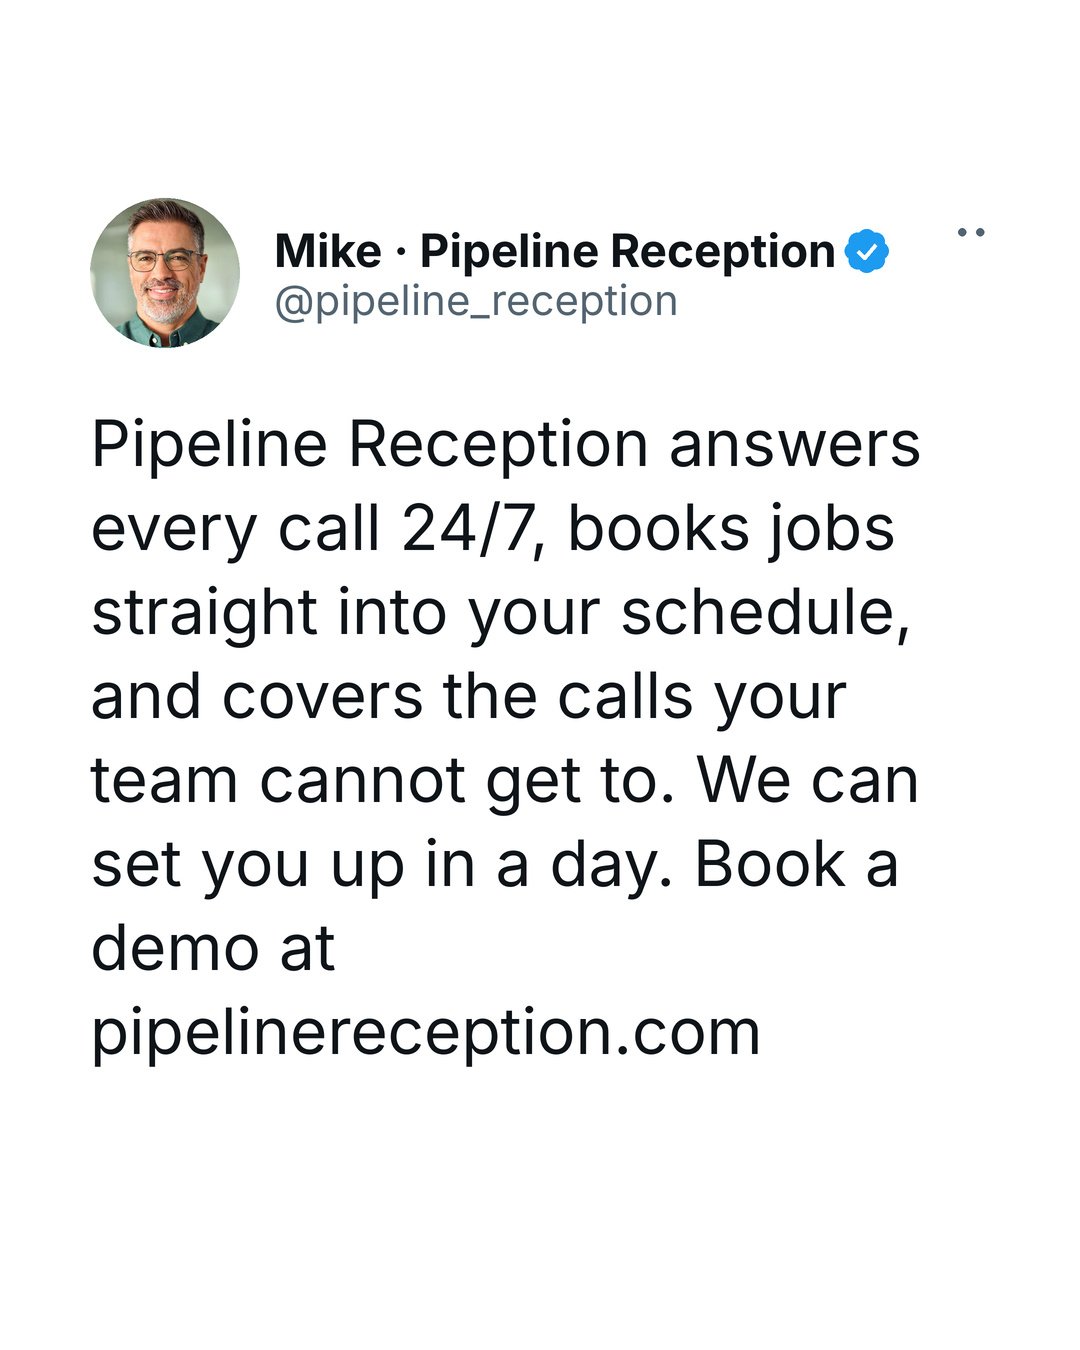 Mike · Pipeline Reception
@pipeline_reception
Pipeline Reception answers
every call 24/7, books jobs
straight into your schedule,
and covers the calls your
team cannot get to. We can
set you up in a day. Book a
demo at
pipelinereception.com